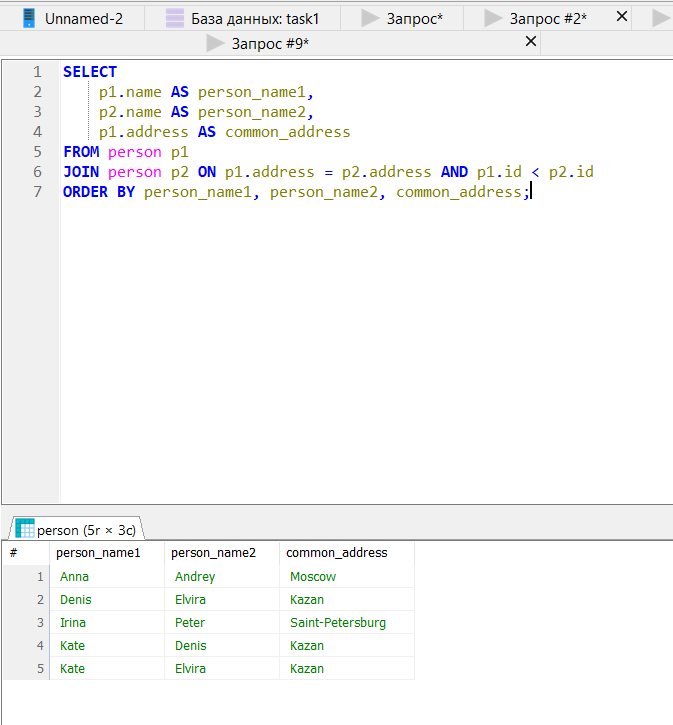 Unnamed-2 База данных: task1 Запрос* Запрос #2*
Запрос #9*
1 SELECT
2 p1.name AS person_name1,
3 p2.name AS person_name2,
4 p1.address AS common_address
5 FROM person p1
6 JOIN person p2 ON p1.address = p2.address AND p1.id < p2.id
7 ORDER BY person_name1, person_name2, common_address;
person (5r × 3c)
# person_name1 person_name2 common_address
1 Anna Andrey Moscow
2 Denis Elvira Kazan
3 Irina Peter Saint-Petersburg
4 Kate Denis Kazan
5 Kate Elvira Kazan